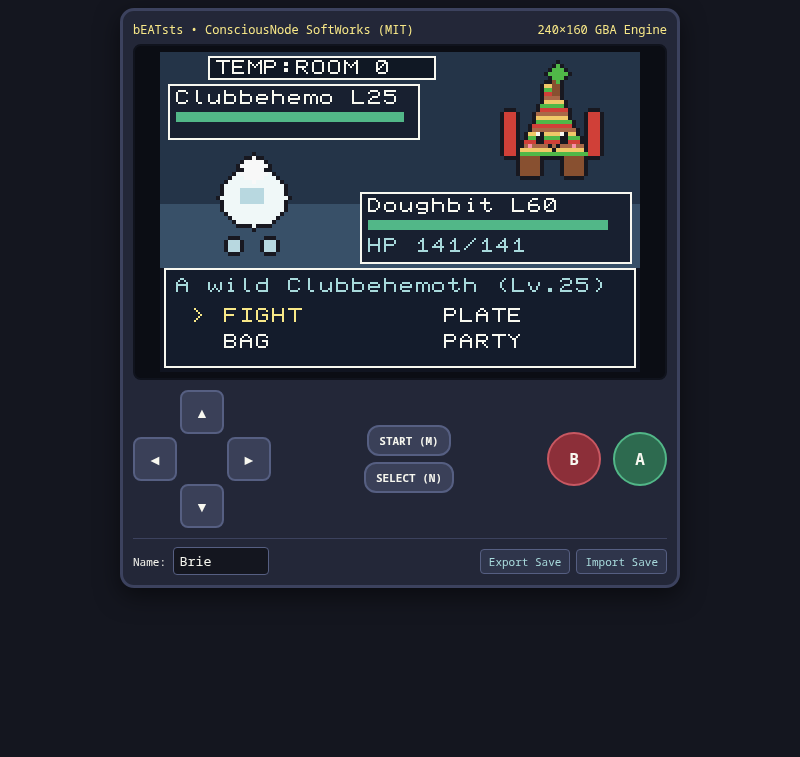 bEATsts • ConsciousNode SoftWorks (MIT)
240×160 GBA Engine
TEMP:ROOM 0
Clubbehemo L25
Doughbit L60
HP 141/141
A wild Clubbehemoth (Lv.25)
> FIGHT
PLATE
BAG
PARTY
▲
◀
▶
▼
START (M)
SELECT (N)
B
A
Name:
Brie
Export Save
Import Save